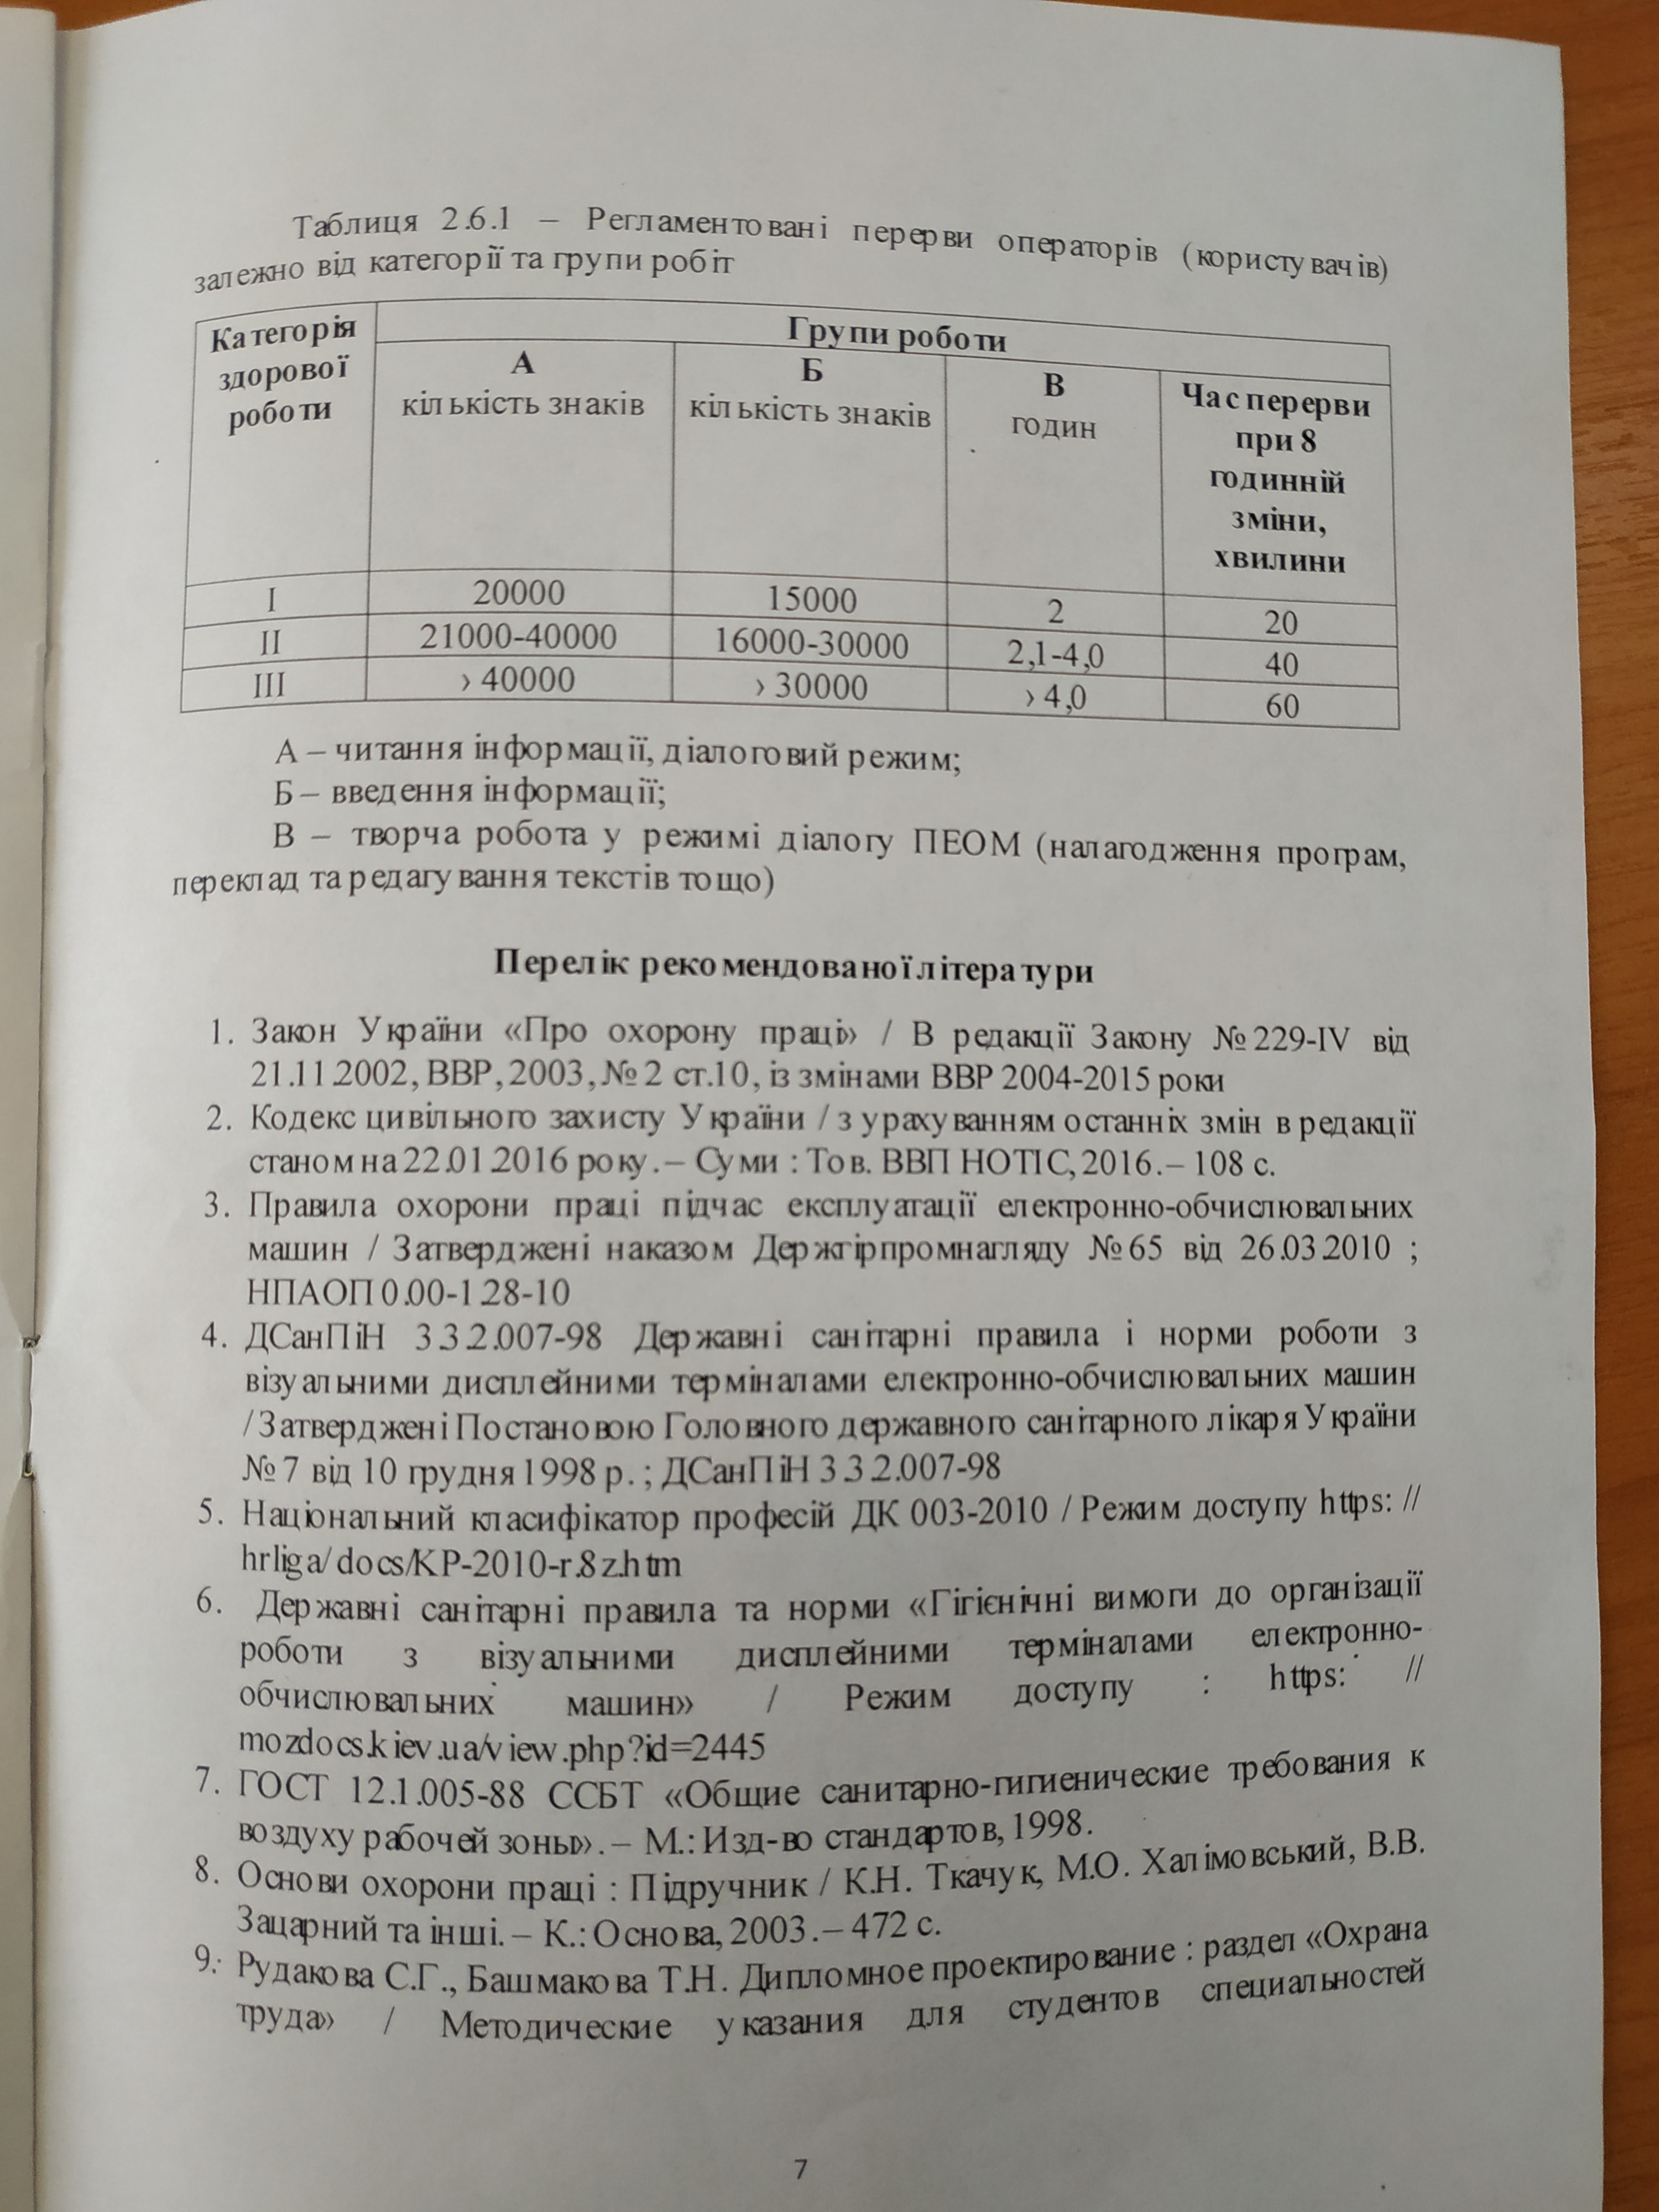 Таблиця 2.6.1 – Регламентовані перерви операторів (користувачів)
залежно від категорії та групи робіт
Категорія здорової роботи
Групи роботи
А кількість знаків
Б кількість знаків
В годин
Час перерви при 8 годинній зміни, хвилини
I 20000 15000 2 20
II 21000-40000 16000-30000 2,1-4,0 40
III › 40000 › 30000 › 4,0 60
А – читання інформації, діалоговий режим;
Б – введення інформації;
В – творча робота у режимі діалогу ПЕОМ (налагодження програм,
переклад та редагування текстів тощо)
Перелік рекомендованої літератури
1. Закон України «Про охорону праці» / В редакції Закону №229-IV від
21.11.2002, ВВР, 2003, №2 ст.10, із змінами ВВР 2004-2015 роки
2. Кодекс цивільного захисту України / з урахуванням останніх змін в редакції
станом на 22.01.2016 року. – Суми : Тов. ВВП НОТІС, 2016. – 108 с.
3. Правила охорони праці підчас експлуатації електронно-обчислювальних
машин / Затверджені наказом Держгірпромнагляду №65 від 26.03.2010 ;
НПАОП 0.00-1.28-10
4. ДСанПіН 3.3.2.007-98 Державні санітарні правила і норми роботи з
візуальними дисплейними терміналами електронно-обчислювальних машин
/ Затверджені Постановою Головного державного санітарного лікаря України
№7 від 10 грудня 1998 р. ; ДСанПіН 3.3.2.007-98
5. Національний класифікатор професій ДК 003-2010 / Режим доступу https: //
hrliga/docs/KP-2010-r.8z.htm
6. Державні санітарні правила та норми «Гігієнічні вимоги до організації
роботи з візуальними дисплейними терміналами електронно-
обчислювальних машин» / Режим доступу : https: //
mozdocs.kiev.ua/view.php?id=2445
7. ГОСТ 12.1.005-88 ССБТ «Общие санитарно-гигиенические требования к
воздуху рабочей зоны». – М.: Изд-во стандартов, 1998.
8. Основи охорони праці : Підручник / К.Н. Ткачук, М.О. Халімовський, В.В.
Зацарний та інші. – К.: Основа, 2003. – 472 с.
9. Рудакова С.Г., Башмакова Т.Н. Дипломное проектирование : раздел «Охрана
труда» / Методические указания для студентов специальностей
7